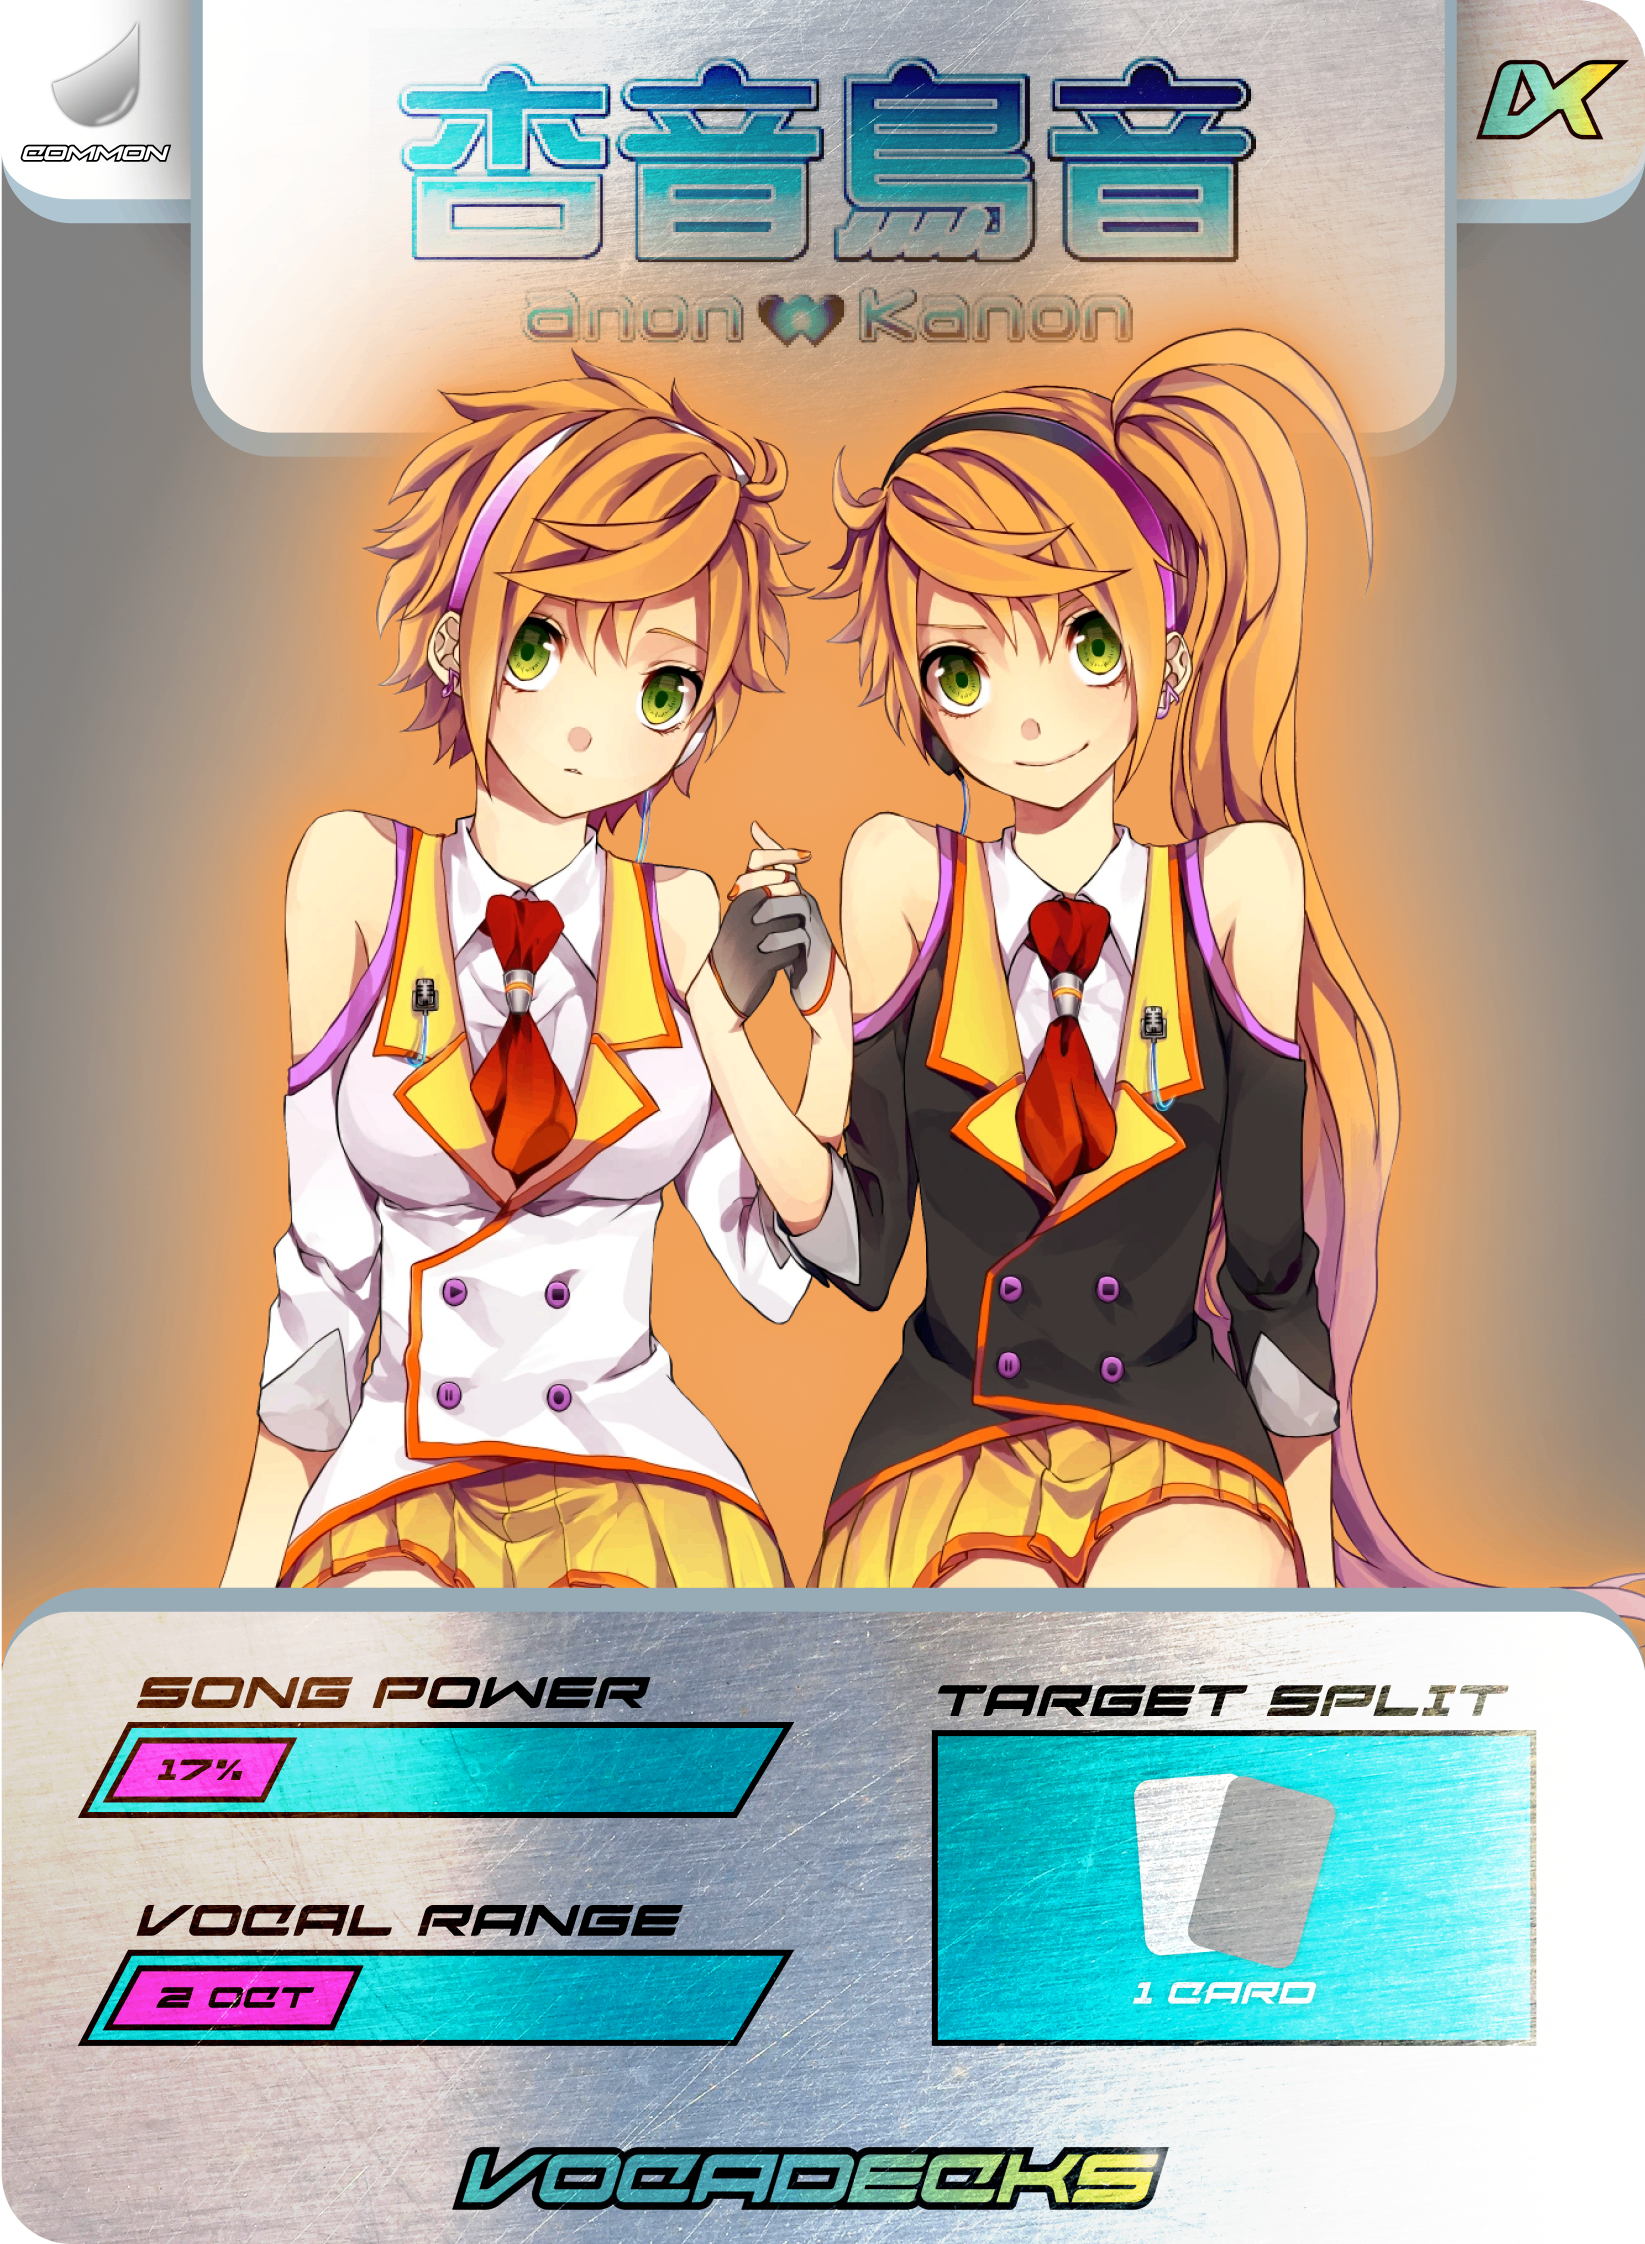 COMMON
杏音鳥音
anon Kanon
SONG POWER
17%
TARGET SPLIT
1 CARD
VOCAL RANGE
2 OCT
VOCADECKS